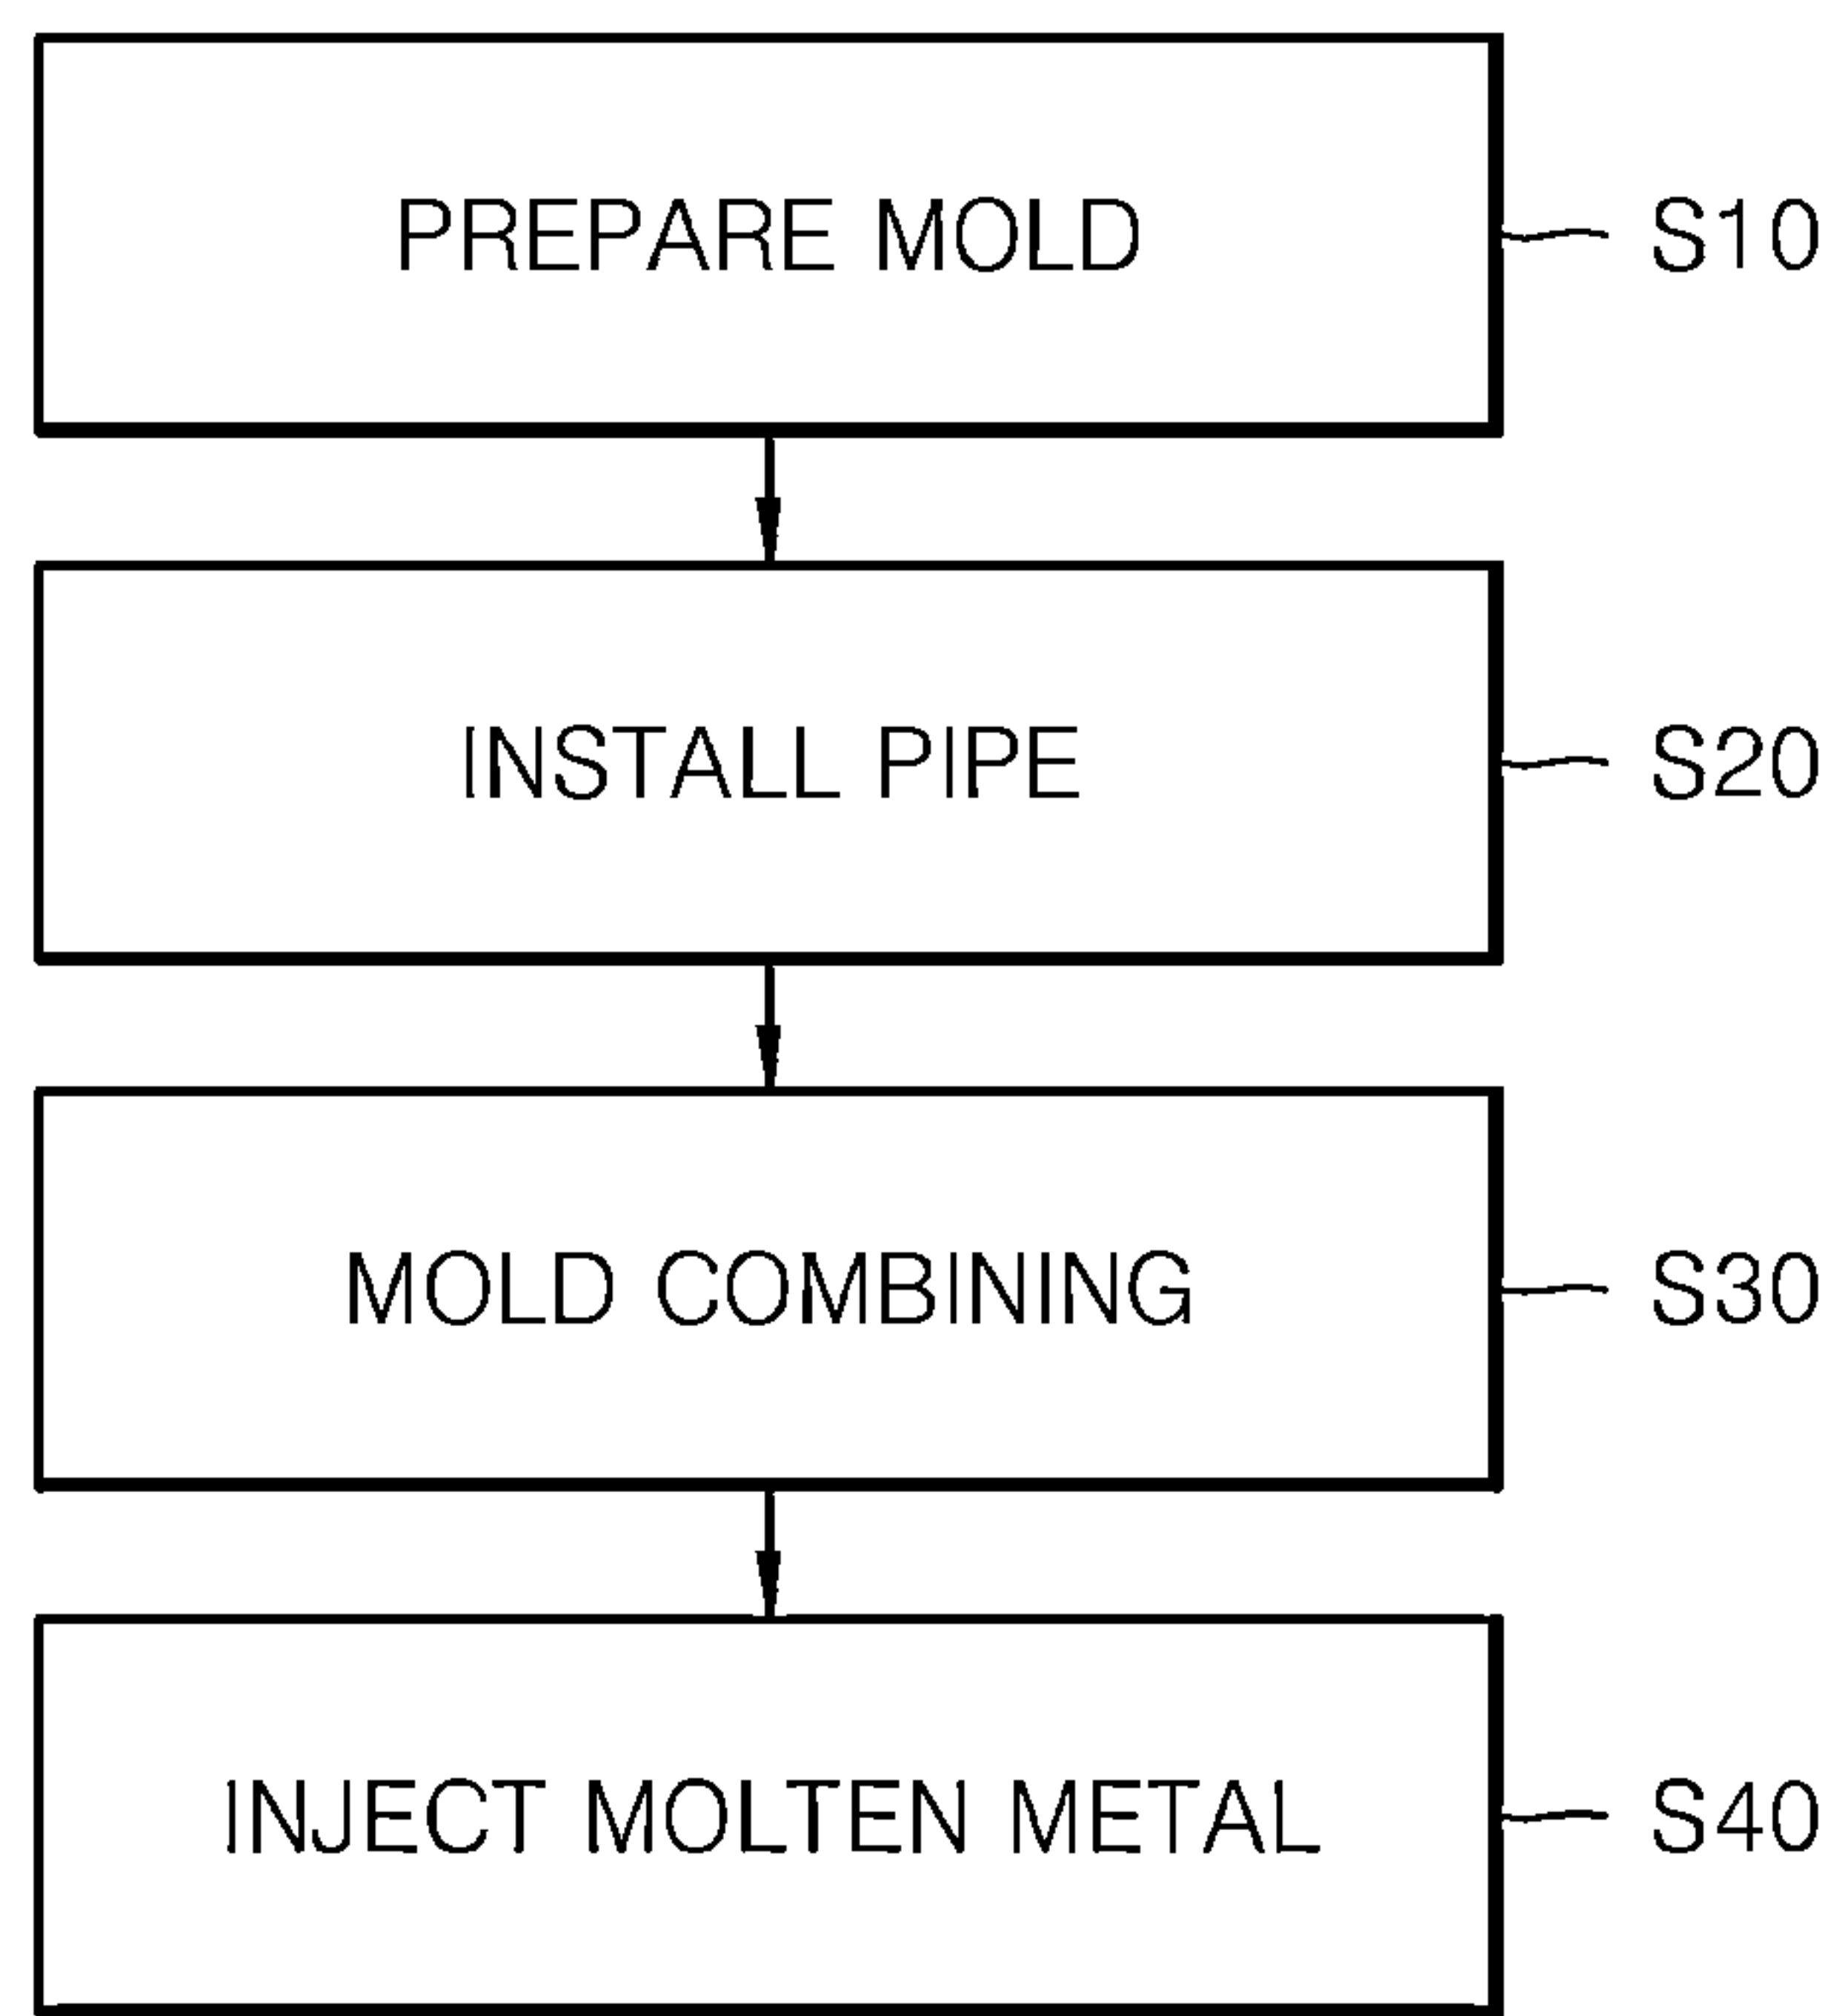 PREPARE MOLD S10
INSTALL PIPE S20
MOLD COMBINING S30
INJECT MOLTEN METAL S40